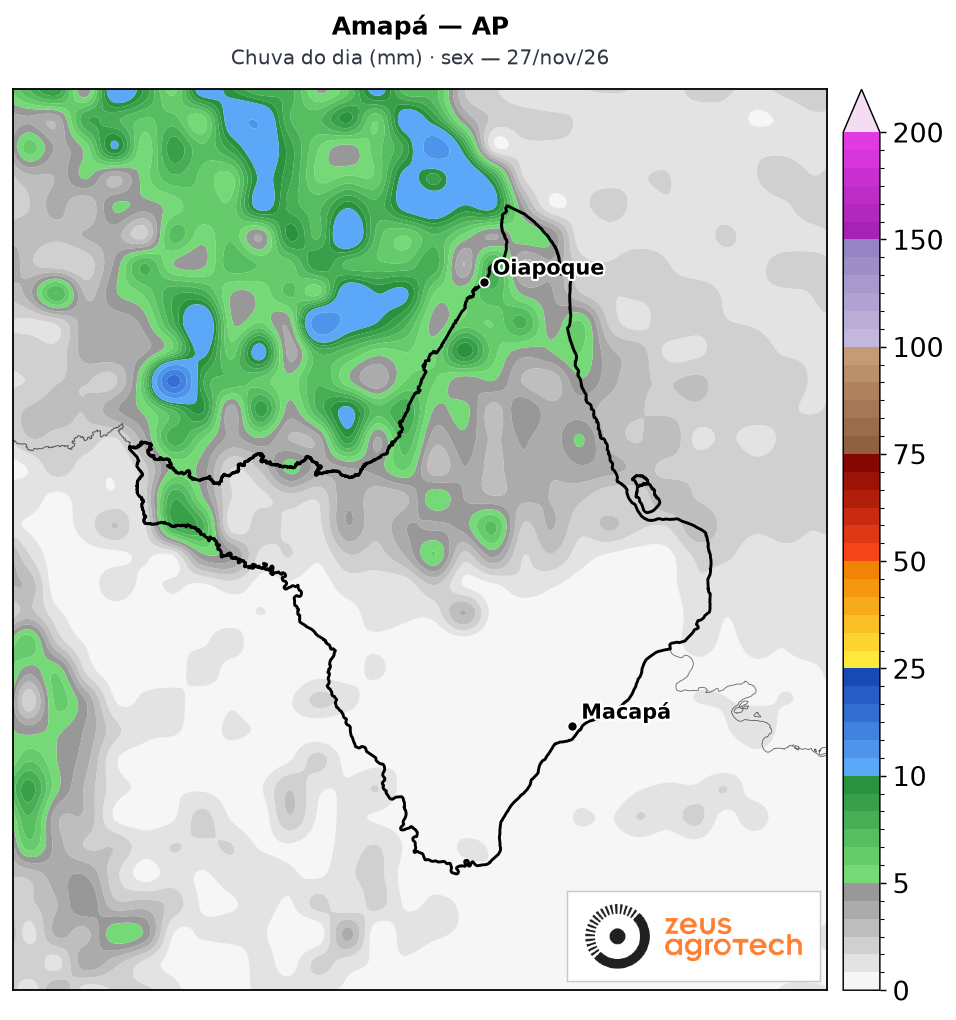 Amapá — AP
Chuva do dia (mm) · sex — 27/nov/26
200
150
100
75
50
25
10
5
0
Oiapoque
Macapá
zeus
agrotech